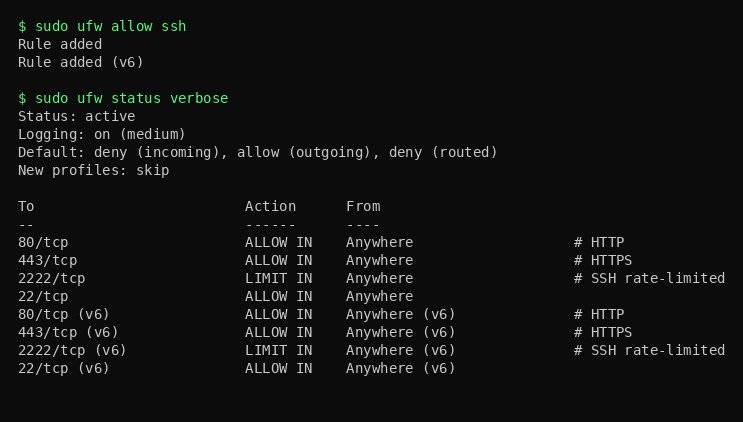 $ sudo ufw allow ssh
Rule added
Rule added (v6)

$ sudo ufw status verbose
Status: active
Logging: on (medium)
Default: deny (incoming), allow (outgoing), deny (routed)
New profiles: skip

To                         Action      From
--                         ------      ----
80/tcp                     ALLOW IN    Anywhere                   # HTTP
443/tcp                    ALLOW IN    Anywhere                   # HTTPS
2222/tcp                   LIMIT IN    Anywhere                   # SSH rate-limited
22/tcp                     ALLOW IN    Anywhere
80/tcp (v6)                ALLOW IN    Anywhere (v6)              # HTTP
443/tcp (v6)               ALLOW IN    Anywhere (v6)              # HTTPS
2222/tcp (v6)              LIMIT IN    Anywhere (v6)              # SSH rate-limited
22/tcp (v6)                ALLOW IN    Anywhere (v6)